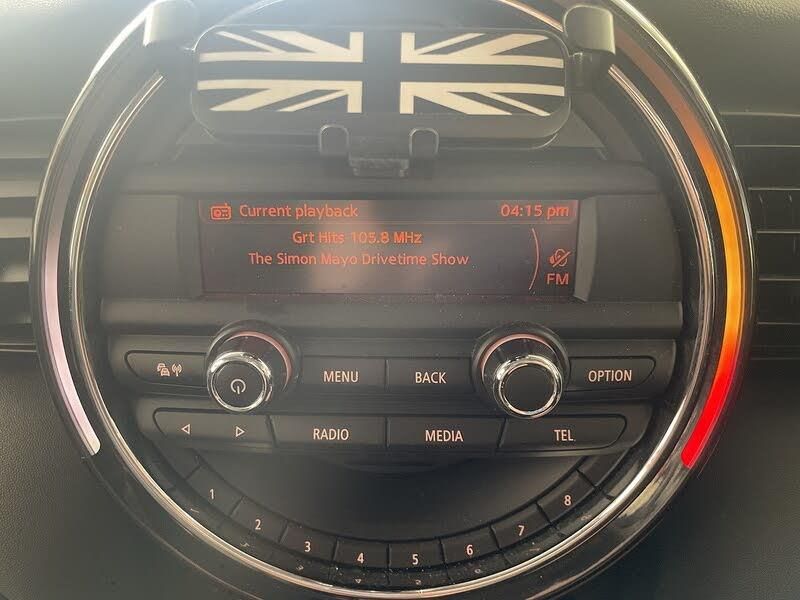 Current playback 04:15 pm
Grt Hits 105.8 MHz
The Simon Mayo Drivetime Show
FM
MENU BACK OPTION
RADIO MEDIA TEL
1 2 3 4 5 6 7 8